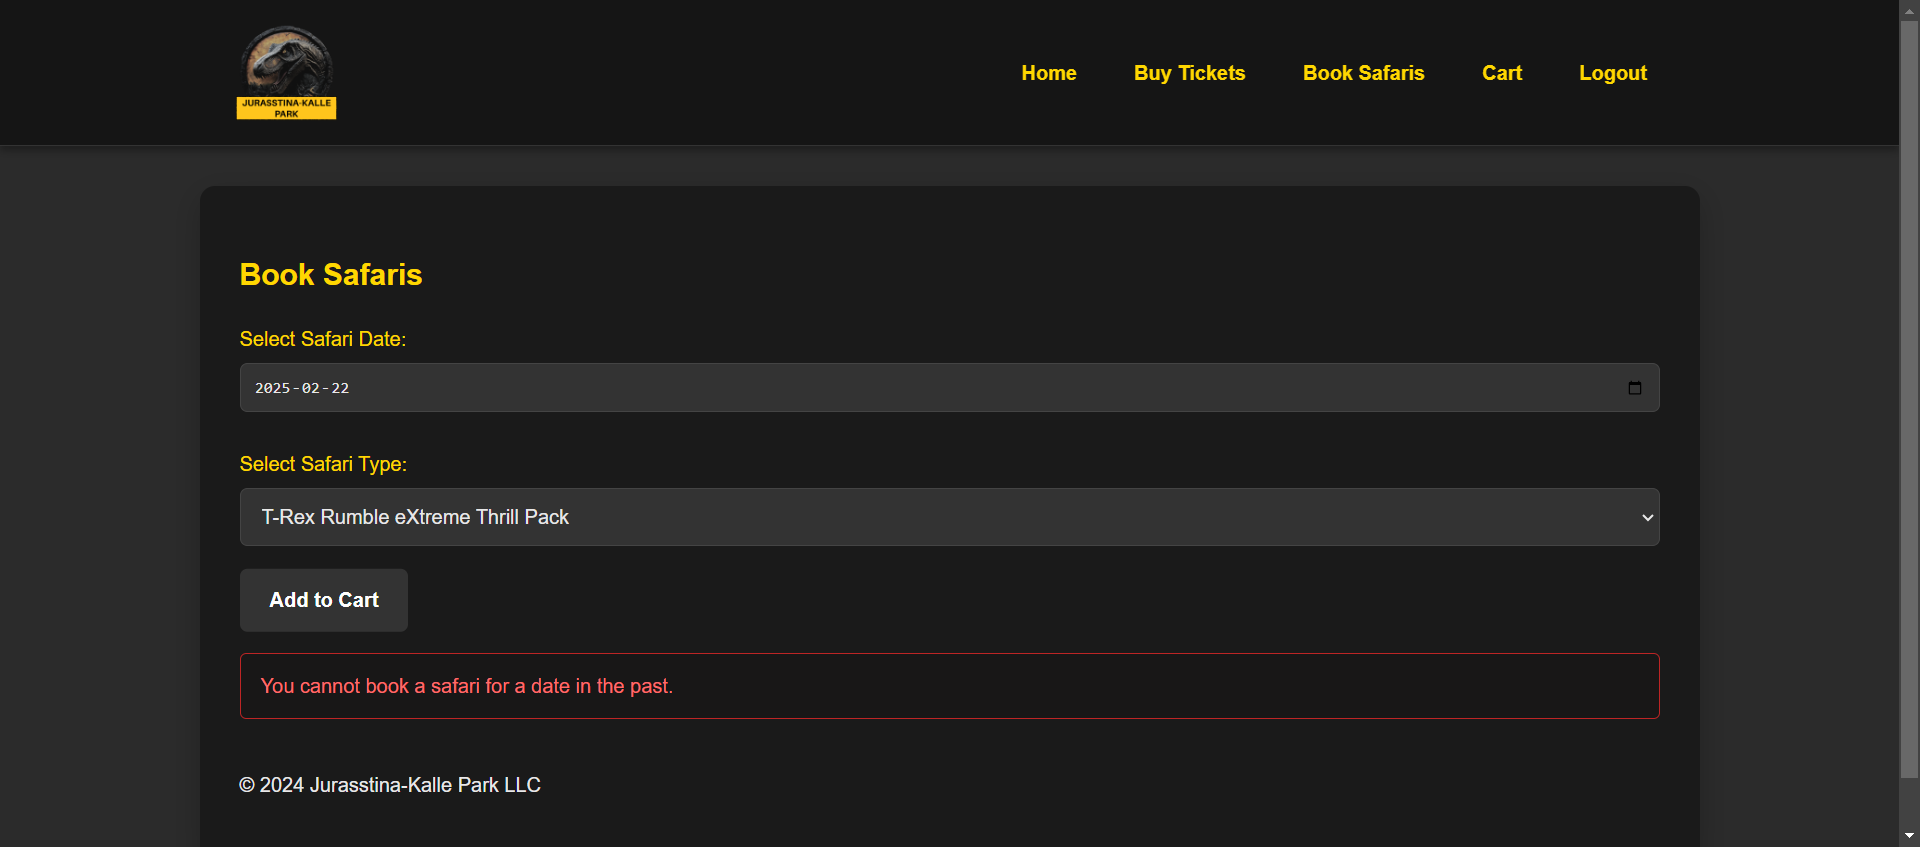 JURASSTINA-KALLE
PARK
Home
Buy Tickets
Book Safaris
Cart
Logout
Book Safaris
Select Safari Date:
2025-02-22
Select Safari Type:
T-Rex Rumble eXtreme Thrill Pack
Add to Cart
You cannot book a safari for a date in the past.
© 2024 Jurasstina-Kalle Park LLC